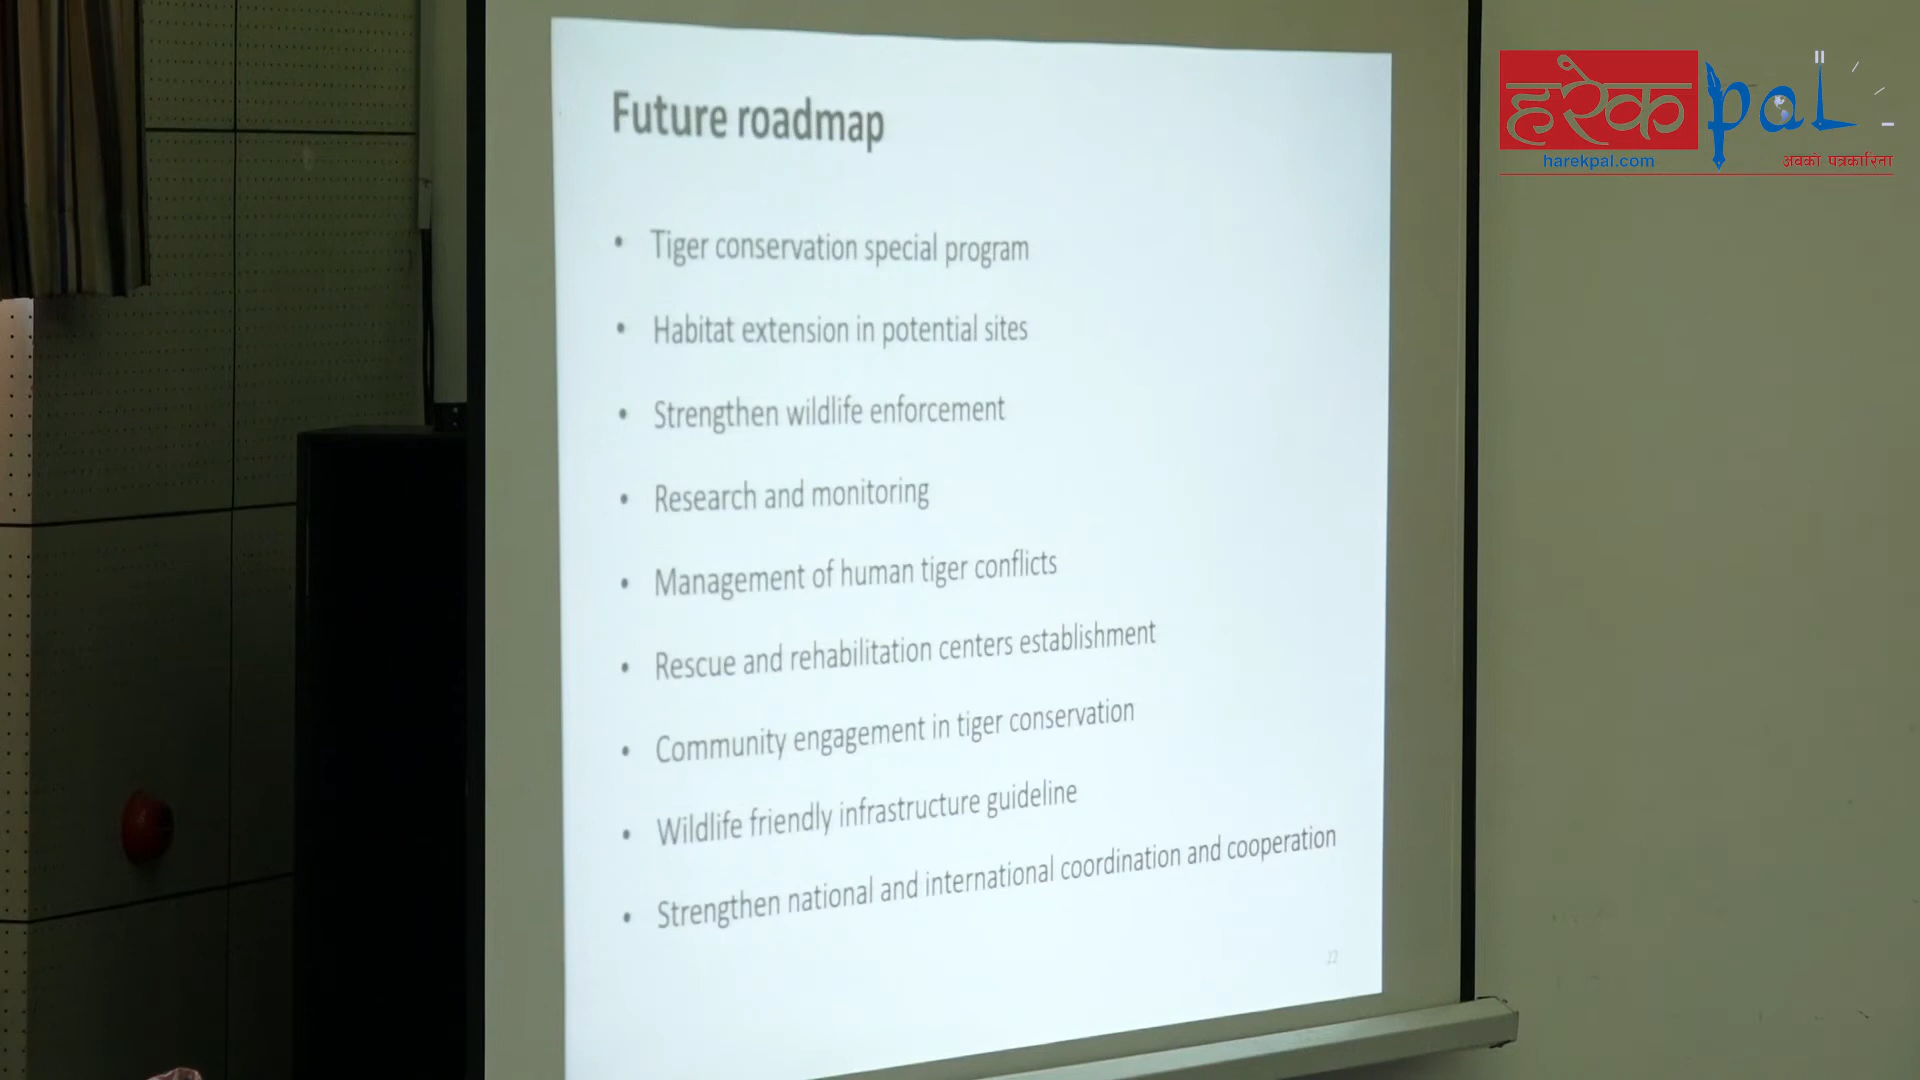 Future roadmap
• Tiger conservation special program
• Habitat extension in potential sites
• Strengthen wildlife enforcement
• Research and monitoring
• Management of human tiger conflicts
• Rescue and rehabilitation centers establishment
• Community engagement in tiger conservation
• Wildlife friendly infrastructure guideline
• Strengthen national and international coordination and cooperation
22
हरेक pal
harekpal.com
अबको पत्रकारिता